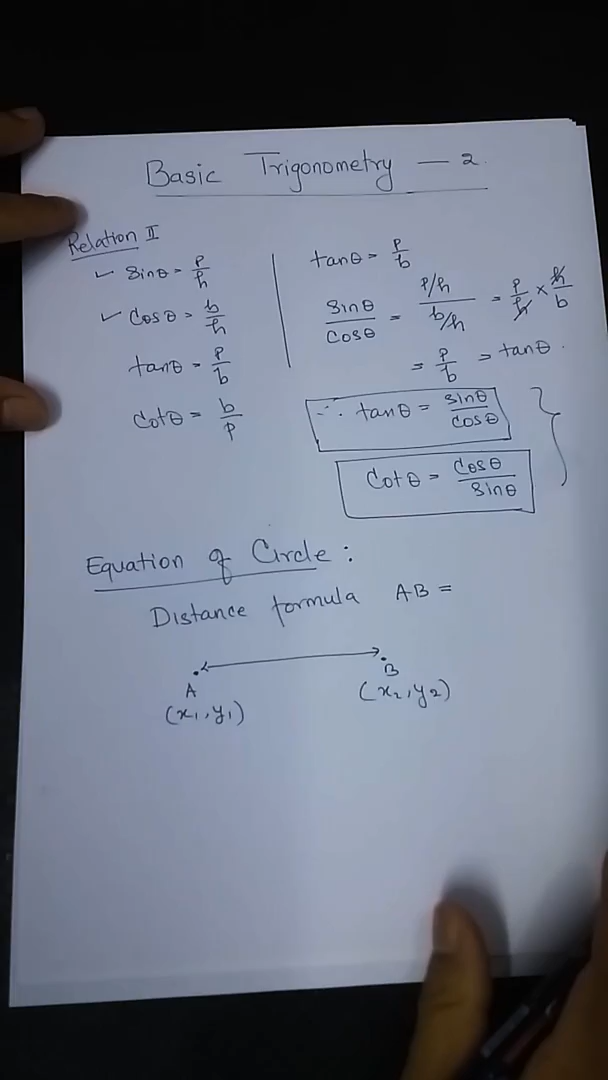 Basic Trigonometry — 2.
Relation II
✓ Sinθ = p/h
✓ Cosθ = b/h
tanθ = p/b
Cotθ = b/p
tanθ = p/b
Sinθ/Cosθ = (p/h)/(b/h) = p/h × h/b
= p/b = tanθ.
∴ tanθ = Sinθ/Cosθ
Cotθ = Cosθ/Sinθ
Equation of Circle :
Distance formula AB =
A B
(x₁, y₁) (x₂, y₂)